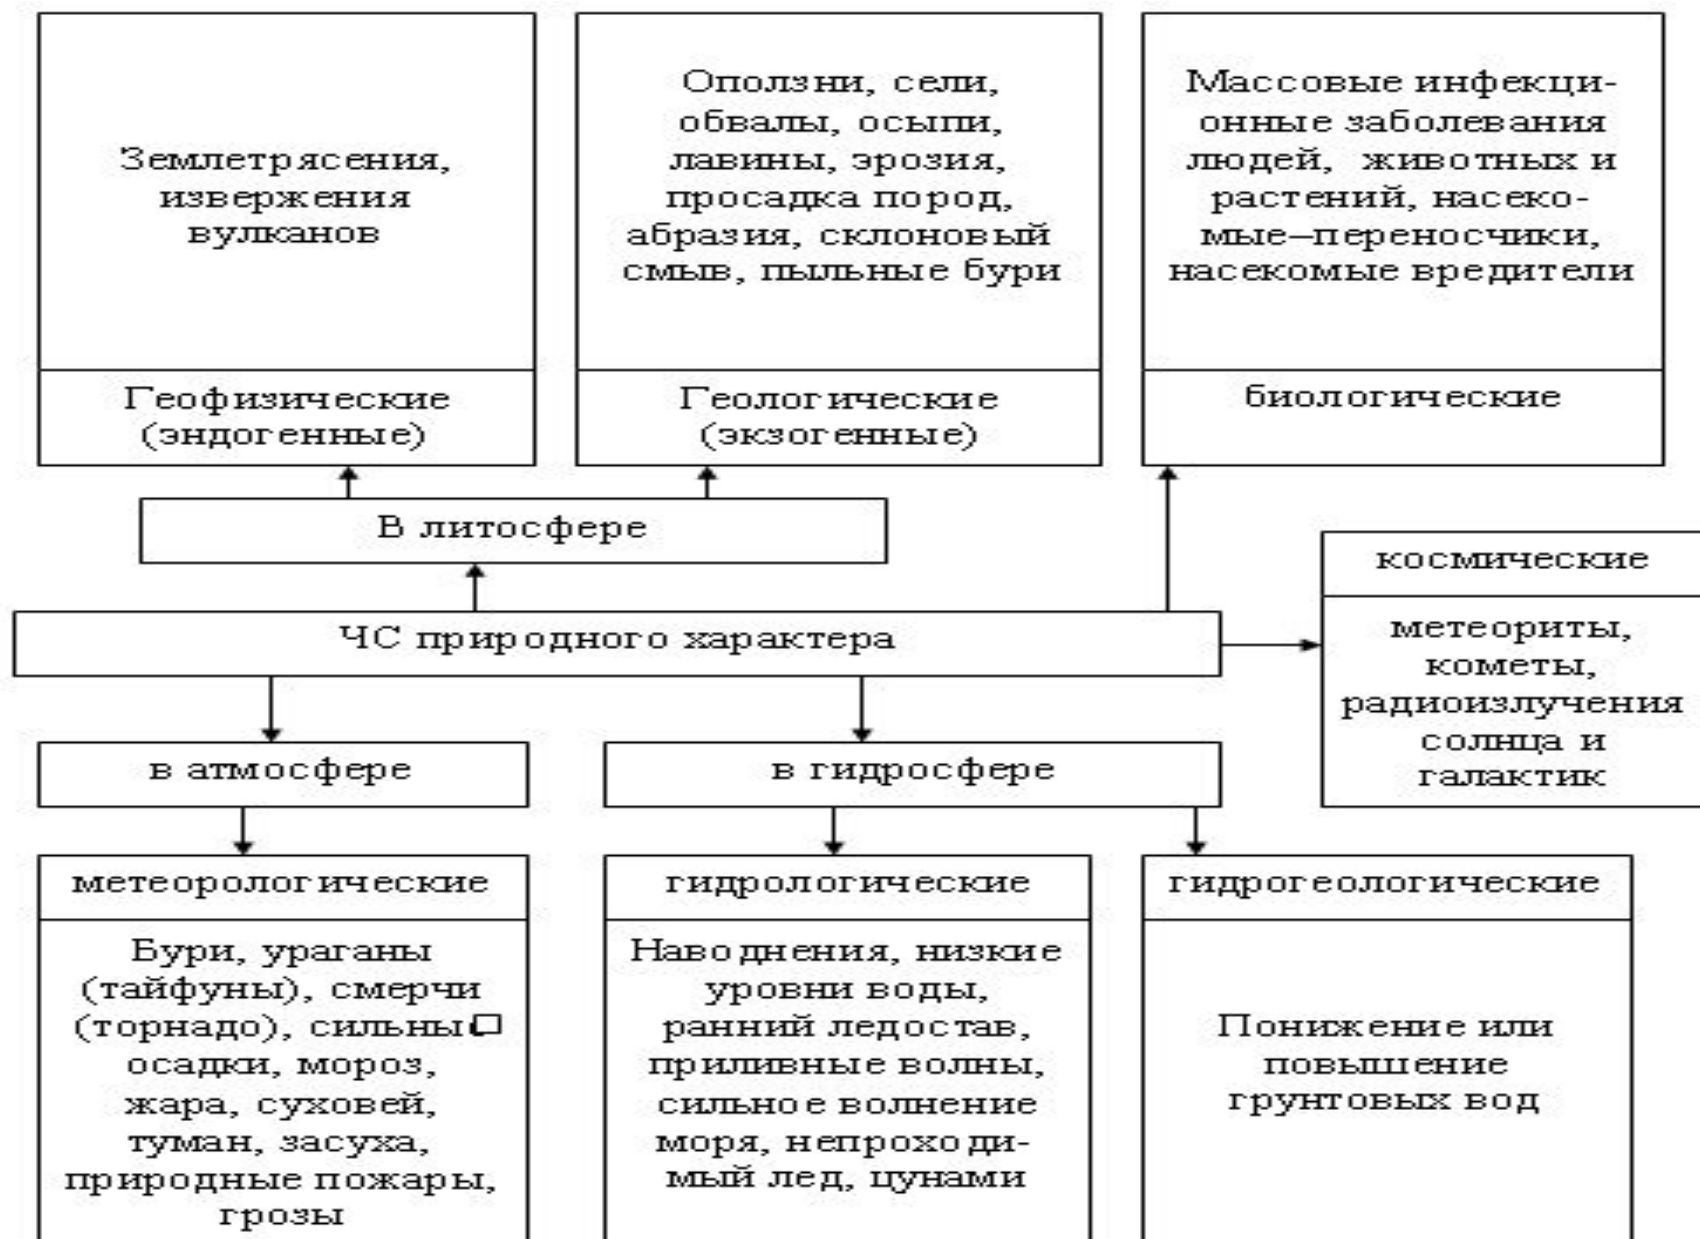 Землетрясения,
извержения
вулканов
Геофизические
(эндогенные)
Оползни, сели,
обвалы, осыпи,
лавины, эрозия,
просадка пород,
абразия, склоновый
смыв, пыльные бури
Геологические
(экзогенные)
Массовые инфекци-
онные заболевания
людей, животных и
растений, насеко-
мые–переносчики,
насекомые вредители
биологические
В литосфере
ЧС природного характера
космические
метеориты,
кометы,
радиоизлучения
солнца и
галактик
в атмосфере
в гидросфере
метеорологические
Бури, ураганы
(тайфуны), смерчи
(торнадо), сильные
осадки, мороз,
жара, суховей,
туман, засуха,
природные пожары,
грозы
гидрологические
Наводнения, низкие
уровни воды,
ранний ледостав,
приливные волны,
сильное волнение
моря, непроходи-
мый лед, цунами
гидрогеологические
Понижение или
повышение
грунтовых вод